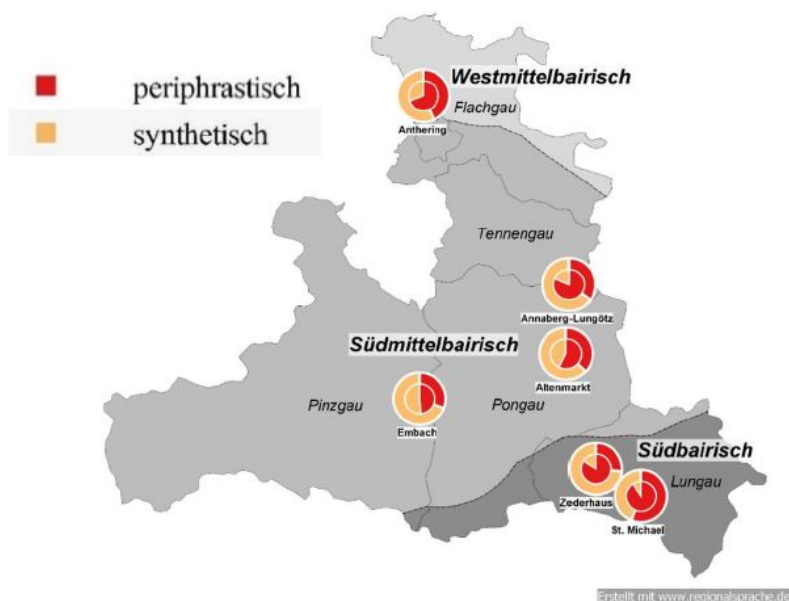 periphrastisch
synthetisch
Westmittelbairisch
Flachgau
Anthering
Tennengau
Annaberg-Lungötz
Südmittelbairisch
Altenmarkt
Pinzgau
Pongau
Embach
Südbairisch
Lungau
Zederhaus
St. Michael
Erstellt mit www.regionalsprache.de